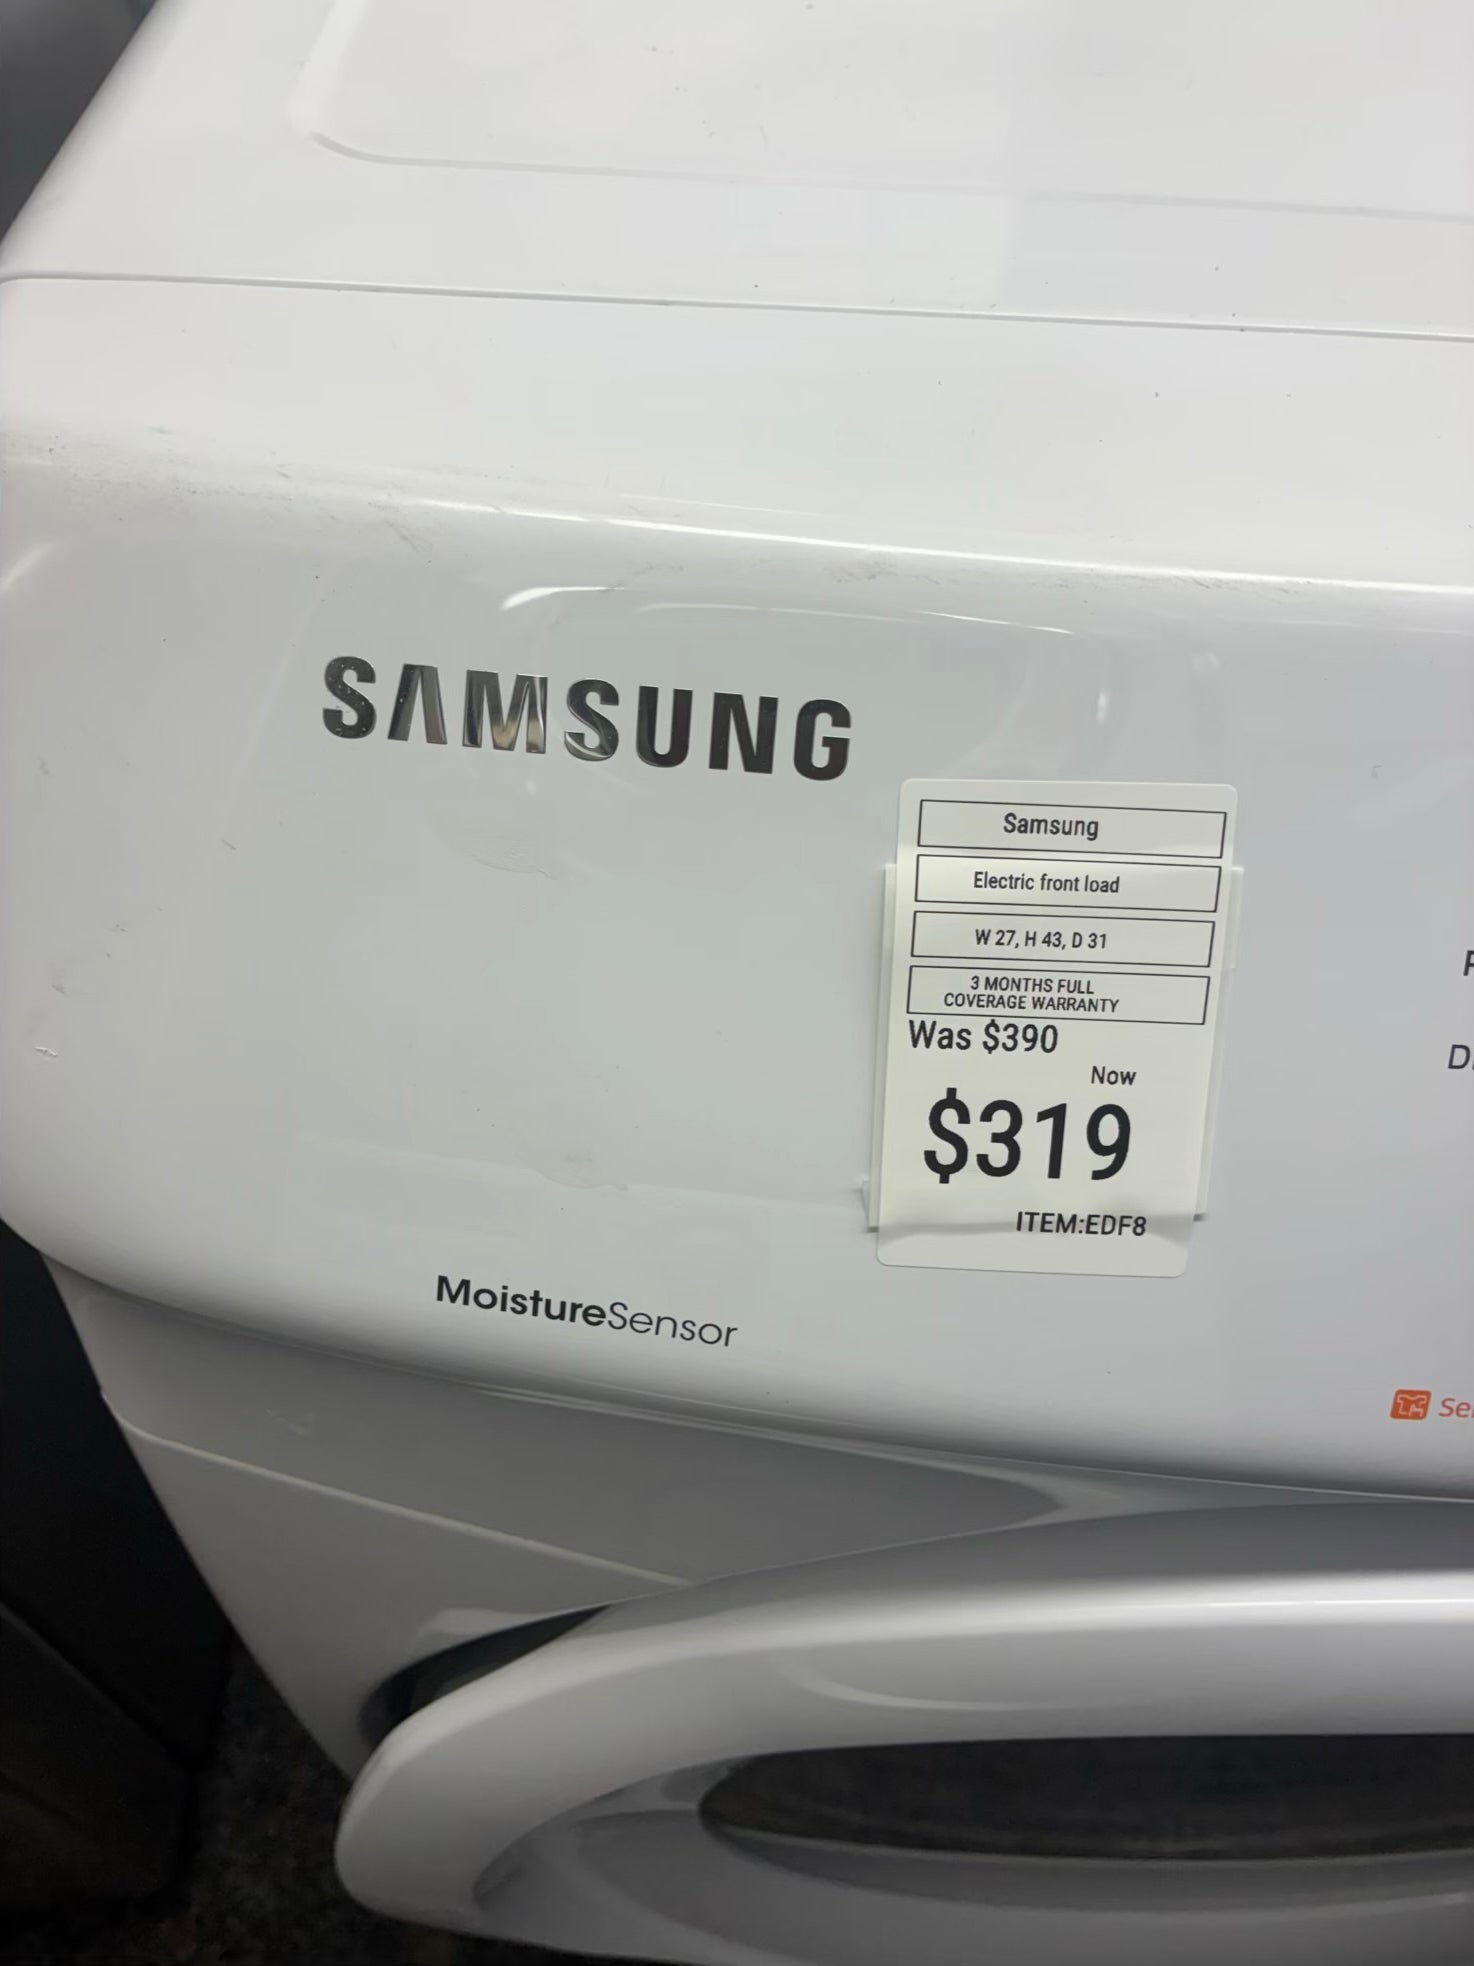 SAMSUNG
Samsung
Electric front load
W 27, H 43, D 31
3 MONTHS FULL
COVERAGE WARRANTY
Was $390
Now
$319
ITEM:EDF8
MoistureSensor